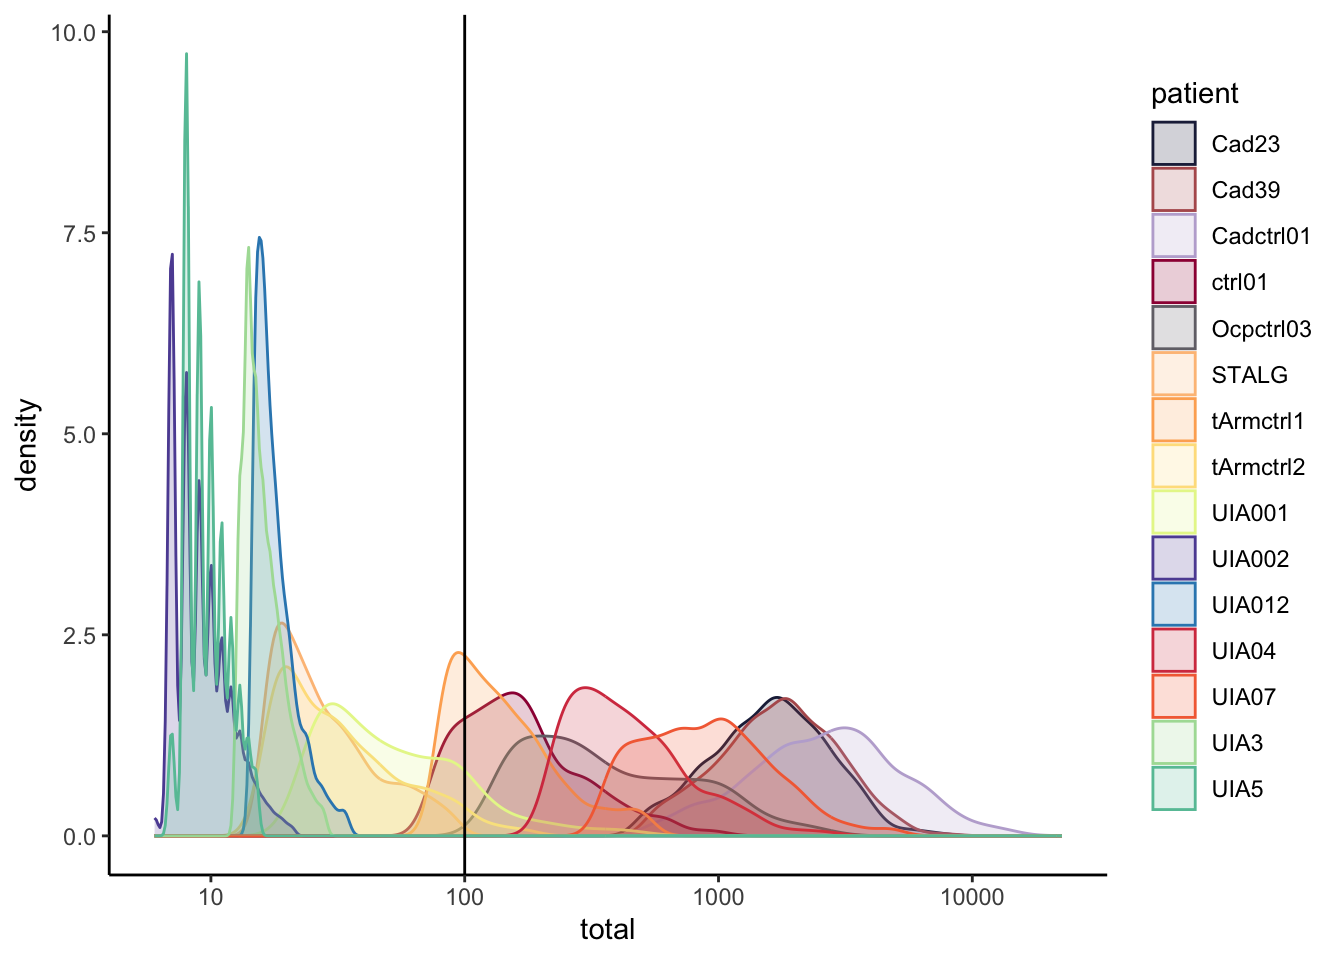 10.0
7.5
5.0
2.5
0.0
density
10
100
1000
10000
total
patient
Cad23
Cad39
Cadctrl01
ctrl01
Ocpctrl03
STALG
tArmctrl1
tArmctrl2
UIA001
UIA002
UIA012
UIA04
UIA07
UIA3
UIA5